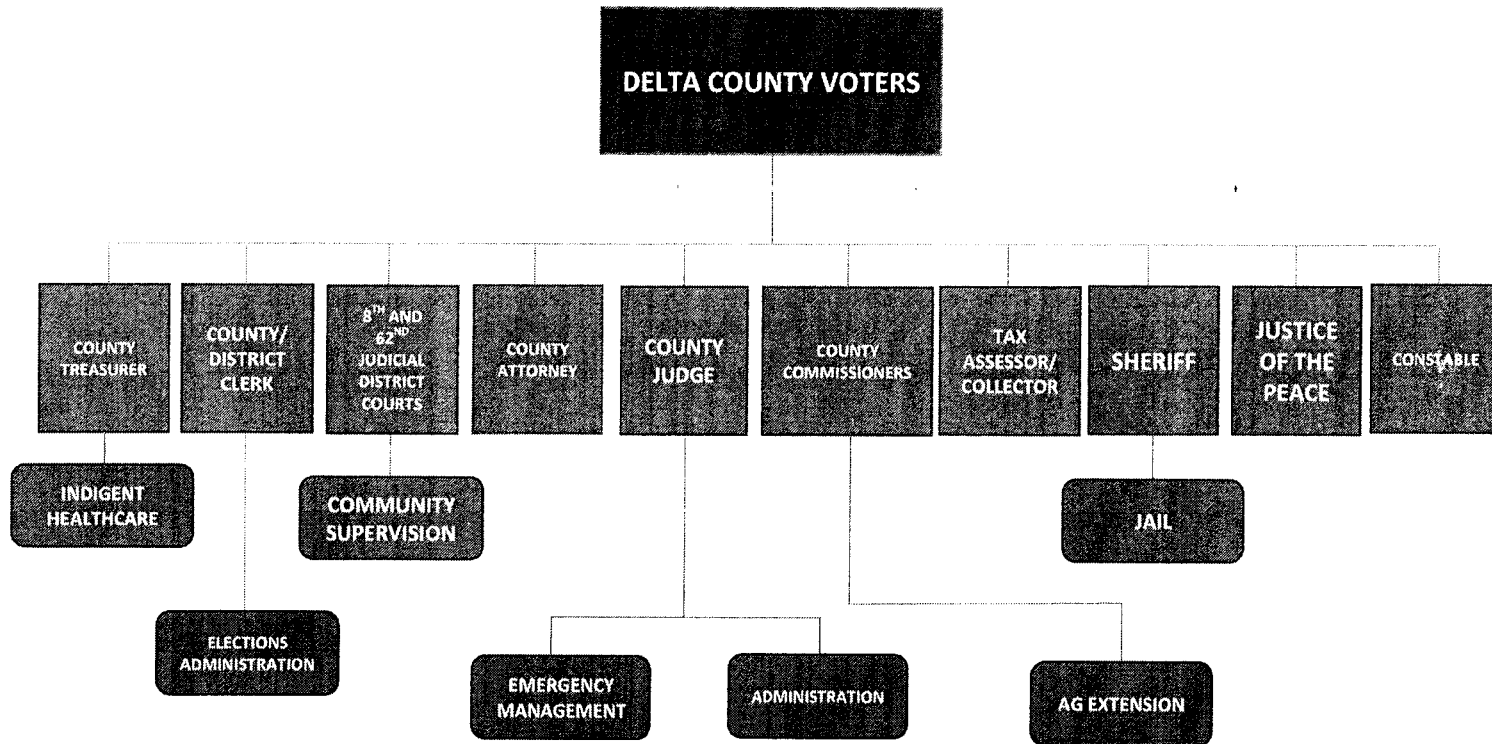 DELTA COUNTY VOTERS
COUNTY
TREASURER
COUNTY/
DISTRICT
CLERK
8TH AND
62ND
JUDICIAL
DISTRICT
COURTS
COUNTY
ATTORNEY
COUNTY
JUDGE
COUNTY
COMMISSIONERS
TAX
ASSESSOR/
COLLECTOR
SHERIFF
JUSTICE
OF THE
PEACE
CONSTABLE
INDIGENT
HEALTHCARE
COMMUNITY
SUPERVISION
JAIL
ELECTIONS
ADMINISTRATION
EMERGENCY
MANAGEMENT
ADMINISTRATION
AG EXTENSION